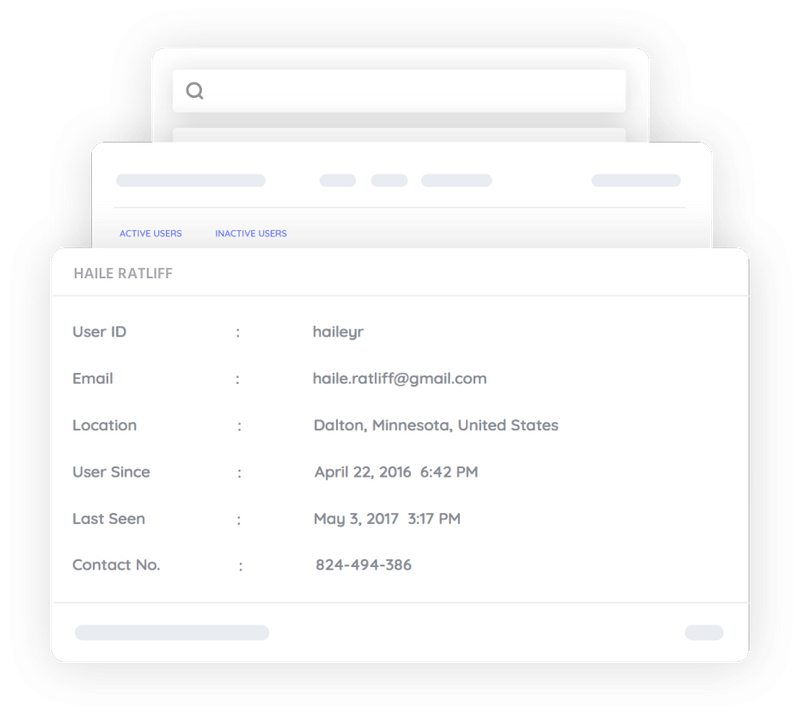 ACTIVE USERS INACTIVE USERS
HAILE RATLIFF
User ID : haileyr
Email : haile.ratliff@gmail.com
Location : Dalton, Minnesota, United States
User Since : April 22, 2016 6:42 PM
Last Seen : May 3, 2017 3:17 PM
Contact No. : 824-494-386